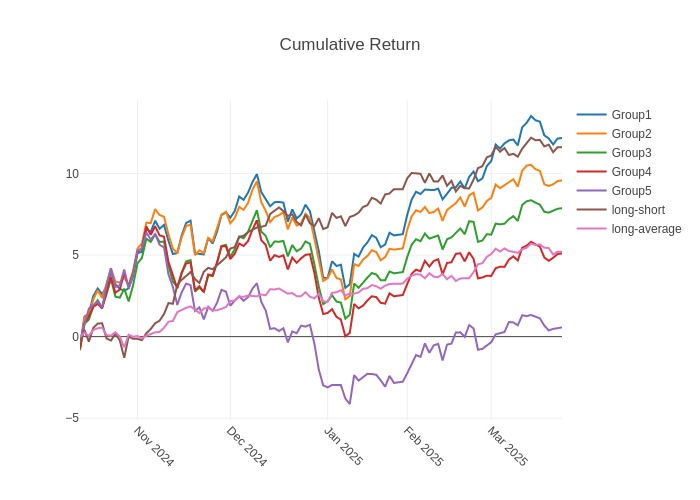 Cumulative Return
10
5
0
−5
Nov 2024
Dec 2024
Jan 2025
Feb 2025
Mar 2025
Group1
Group2
Group3
Group4
Group5
long-short
long-average